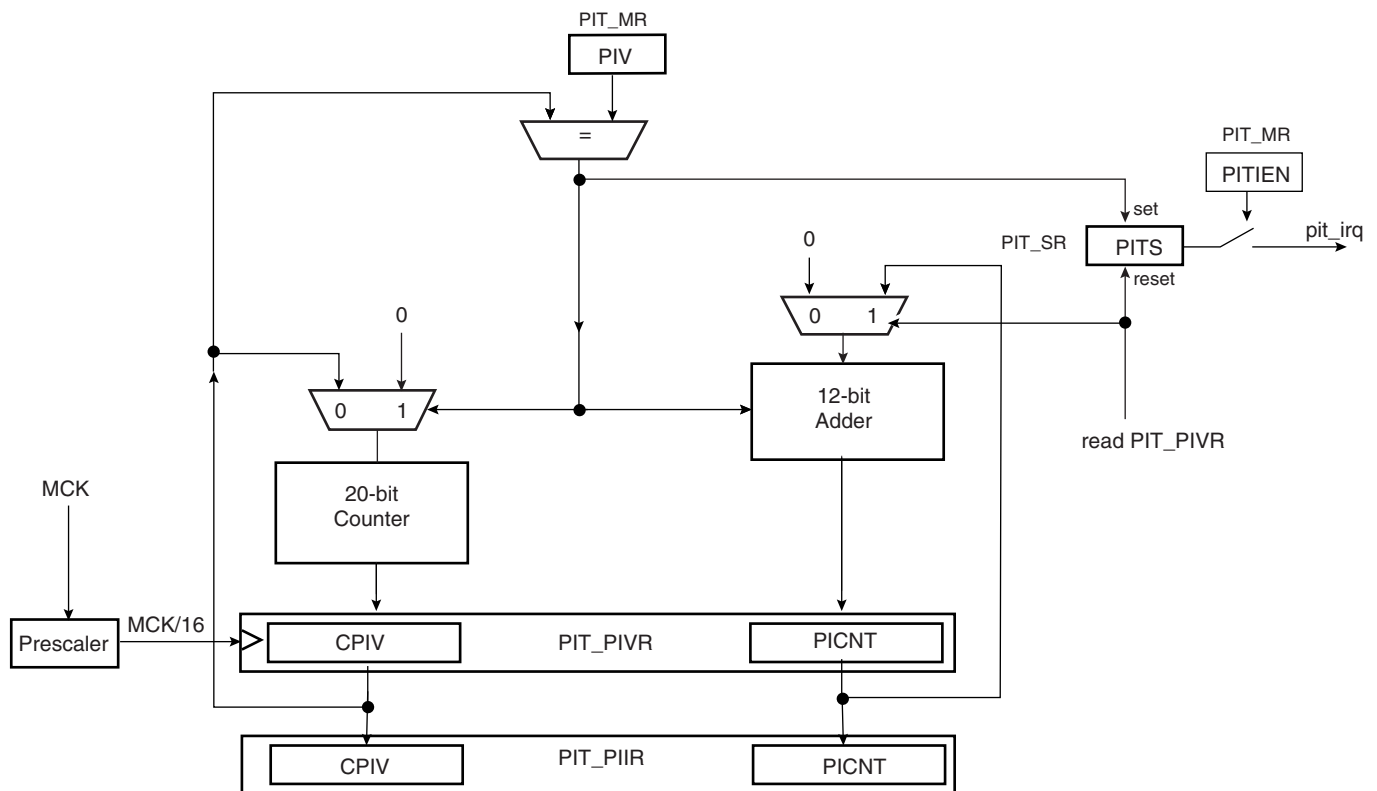 PIT_MR
PIV
=
PIT_MR
PITIEN
set
PIT_SR
PITS
pit_irq
reset
0
0 1
0
0 1
12-bit
Adder
read PIT_PIVR
20-bit
Counter
MCK
Prescaler
MCK/16
CPIV
PIT_PIVR
PICNT
CPIV
PIT_PIIR
PICNT